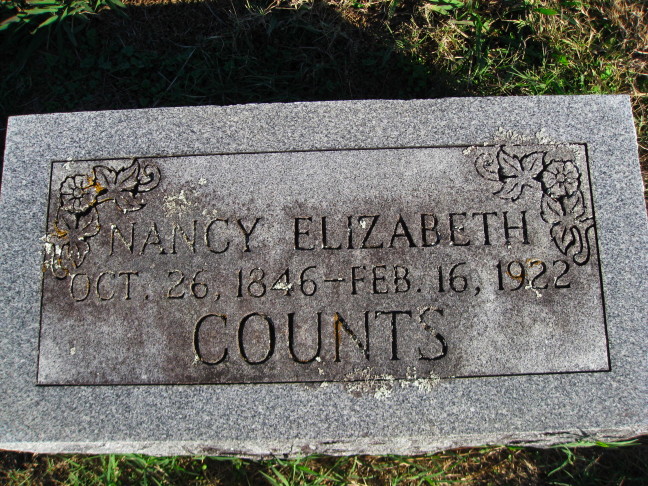 NANCY ELIZABETH
OCT. 26, 1846-FEB. 16, 1922
COUNTS